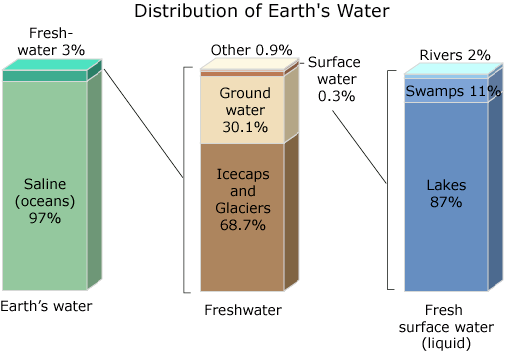 Distribution of Earth's Water
Fresh-
water 3%
Saline
(oceans)
97%
Earth's water
Other 0.9%
Surface
water
0.3%
Ground
water
30.1%
Icecaps
and
Glaciers
68.7%
Freshwater
Rivers 2%
Swamps 11%
Lakes
87%
Fresh
surface water
(liquid)